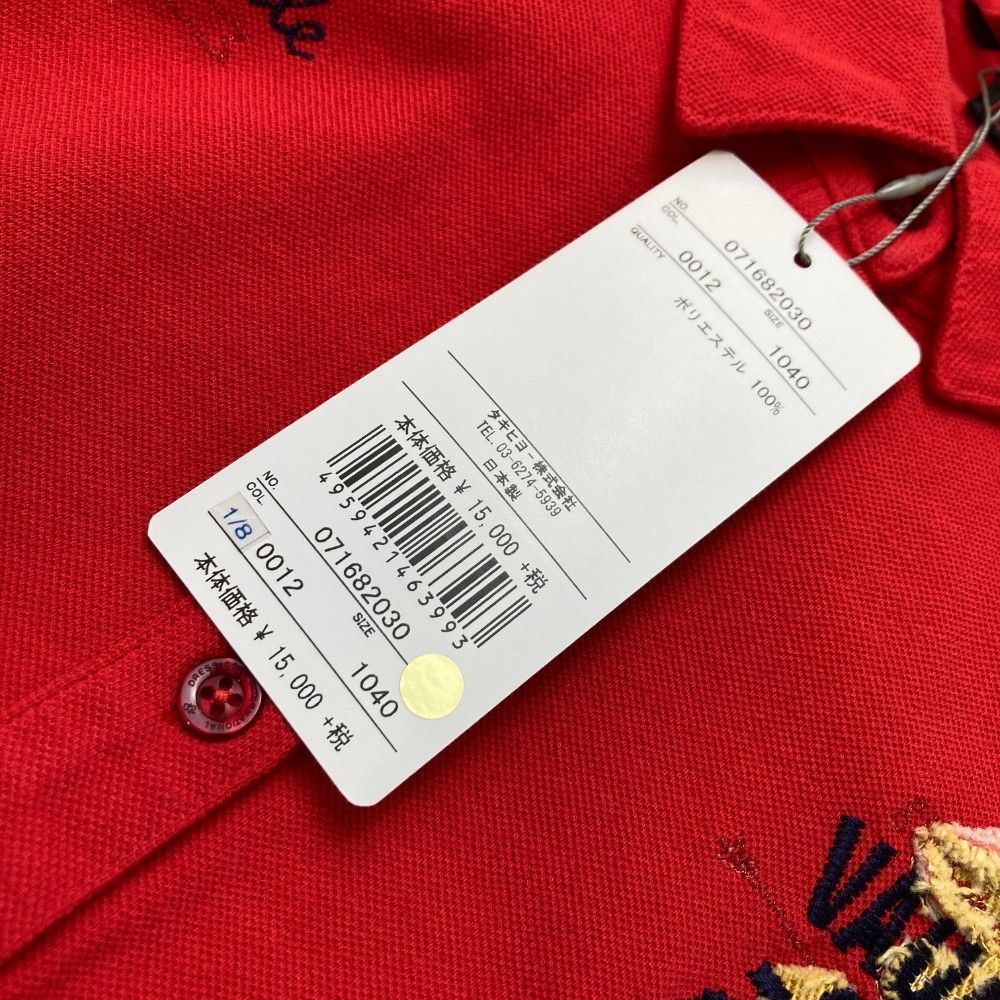 NO. 071682030
COL. 0012 SIZE 1040
QUALITY ポリエステル 100%
タキヒヨー株式会社
TEL. 03-6274-5939
日本製
本体価格 ¥ 15,000 +税
4959421463993
NO. 071682030
COL. 0012 SIZE 1040
1/8
本体価格 ¥ 15,000 +税